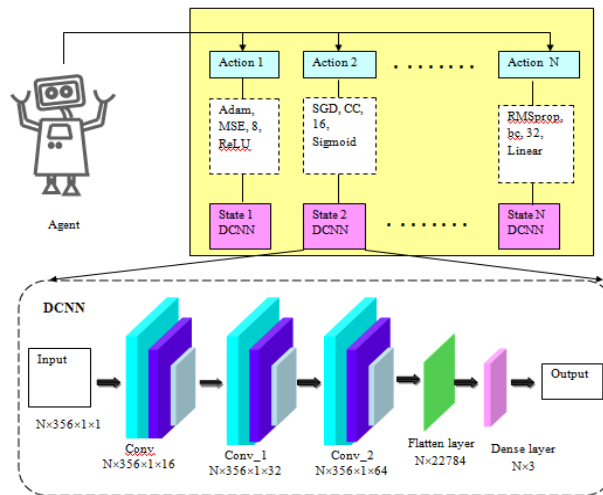 Action 1
Action 2
Action N
Adam,
MSE, 8,
ReLU
SGD, CC,
16,
Sigmoid
RMSprop,
bc, 32,
Linear
Agent
State 1
DCNN
State 2
DCNN
State N
DCNN
DCNN
Input
Output
N×356×1×1
Conv
N×356×1×16
Conv_1
N×356×1×32
Conv_2
N×356×1×64
Flatten layer
N×22784
Dense layer
N×3